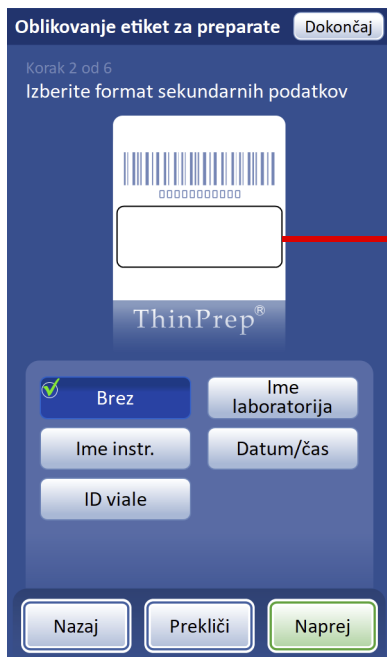 Oblikovanje etiket za preparate
Dokončaj
Korak 2 od 6
Izberite format sekundarnih podatkov
ThinPrep®
Brez
Ime
laboratorija
Ime instr.
Datum/čas
ID viale
Nazaj
Prekliči
Naprej